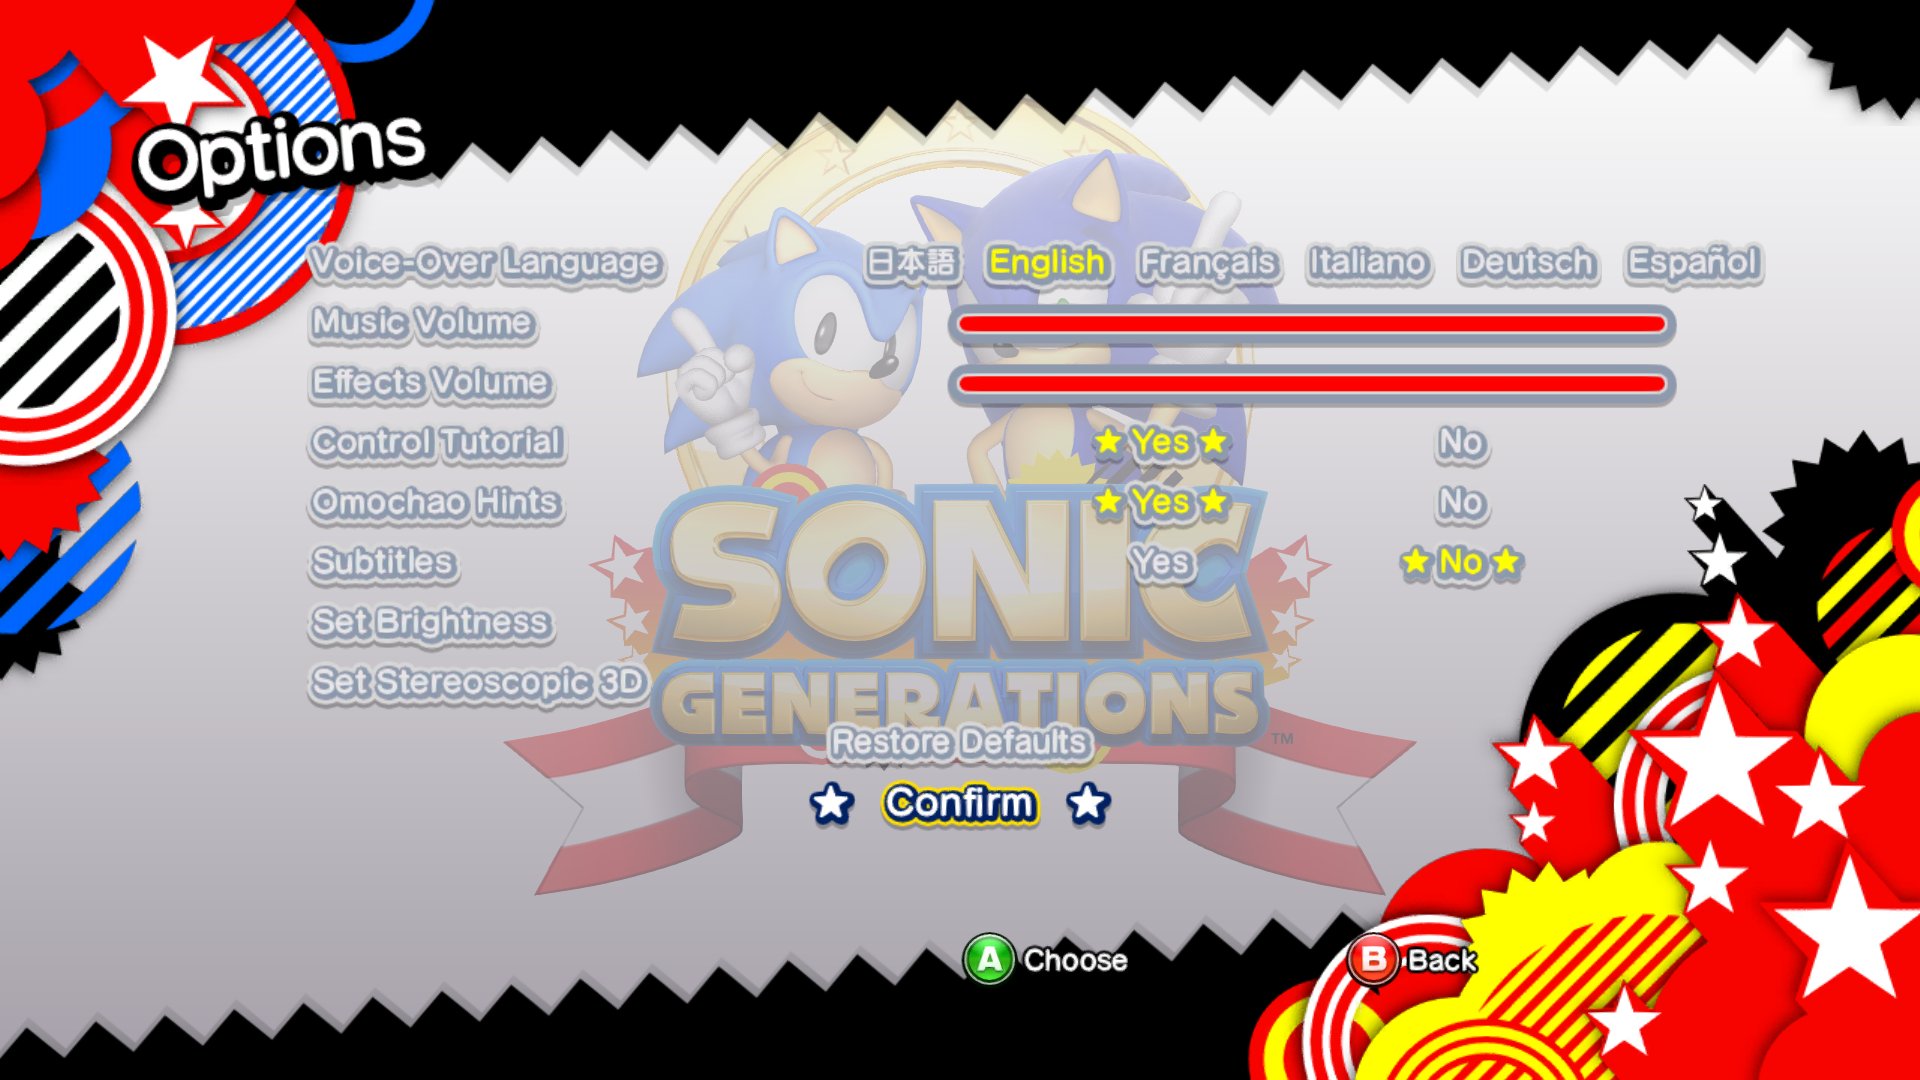 Options
Voice-Over Language 日本語 English Français Italiano Deutsch Español
Music Volume
Effects Volume
Control Tutorial Yes No
Omochao Hints Yes No
Subtitles Yes No
Set Brightness
Set Stereoscopic 3D
SONIC
GENERATIONS™
Restore Defaults
Confirm
A Choose B Back